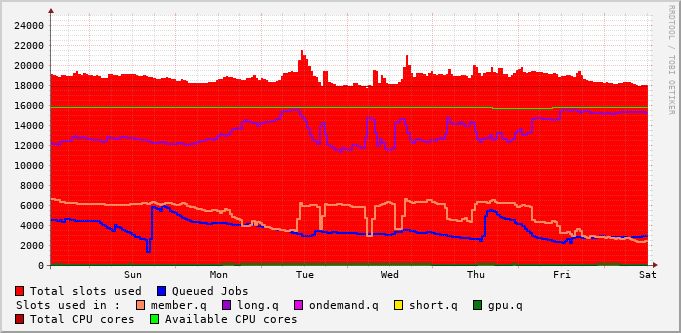 24000
22000
20000
18000
16000
14000
12000
10000
8000
6000
4000
2000
0
Sun Mon Tue Wed Thu Fri Sat
RRDTOOL / TOBI OETIKER
Total slots used Queued Jobs
Slots used in : member.q long.q ondemand.q short.q gpu.q
Total CPU cores Available CPU cores